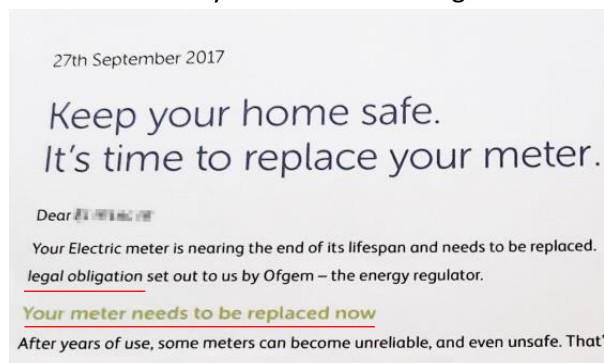 27th September 2017
Keep your home safe.
It's time to replace your meter.
Dear
Your Electric meter is nearing the end of its lifespan and needs to be replaced.
legal obligation set out to us by Ofgem – the energy regulator.
Your meter needs to be replaced now
After years of use, some meters can become unreliable, and even unsafe. That'